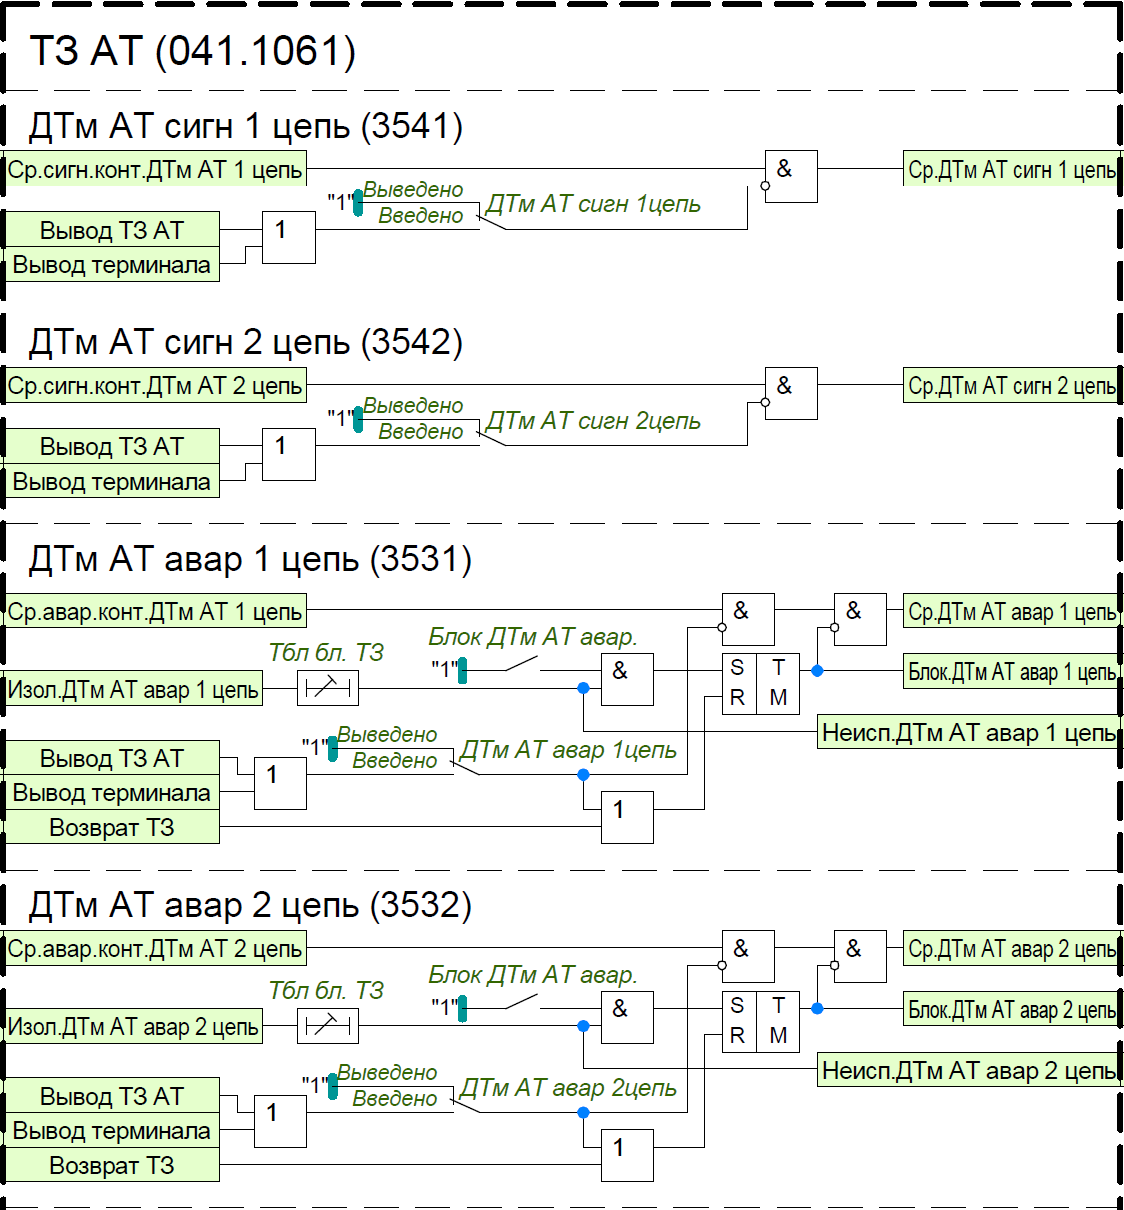 ТЗ АТ (041.1061)
ДТм АТ сигн 1 цепь (3541)
Ср.сигн.конт.ДТм АТ 1 цепь
&
Ср.ДТм АТ сигн 1 цепь
"1"
Выведено
Введено
ДТм АТ сигн 1цепь
Вывод ТЗ АТ
1
Вывод терминала
ДТм АТ сигн 2 цепь (3542)
Ср.сигн.конт.ДТм АТ 2 цепь
&
Ср.ДТм АТ сигн 2 цепь
"1"
Выведено
Введено
ДТм АТ сигн 2цепь
Вывод ТЗ АТ
1
Вывод терминала
ДТм АТ авар 1 цепь (3531)
Ср.авар.конт.ДТм АТ 1 цепь
&
&
Ср.ДТм АТ авар 1 цепь
Тбл бл. ТЗ
Блок ДТм АТ авар.
"1"
&
S T
R M
Блок.ДТм АТ авар 1 цепь
Изол.ДТм АТ авар 1 цепь
Неисп.ДТм АТ авар 1 цепь
"1"
Выведено
Введено
ДТм АТ авар 1цепь
Вывод ТЗ АТ
1
Вывод терминала
1
Возврат ТЗ
ДТм АТ авар 2 цепь (3532)
Ср.авар.конт.ДТм АТ 2 цепь
&
&
Ср.ДТм АТ авар 2 цепь
Тбл бл. ТЗ
Блок ДТм АТ авар.
"1"
&
S T
R M
Блок.ДТм АТ авар 2 цепь
Изол.ДТм АТ авар 2 цепь
Неисп.ДТм АТ авар 2 цепь
"1"
Выведено
Введено
ДТм АТ авар 2цепь
Вывод ТЗ АТ
1
Вывод терминала
1
Возврат ТЗ